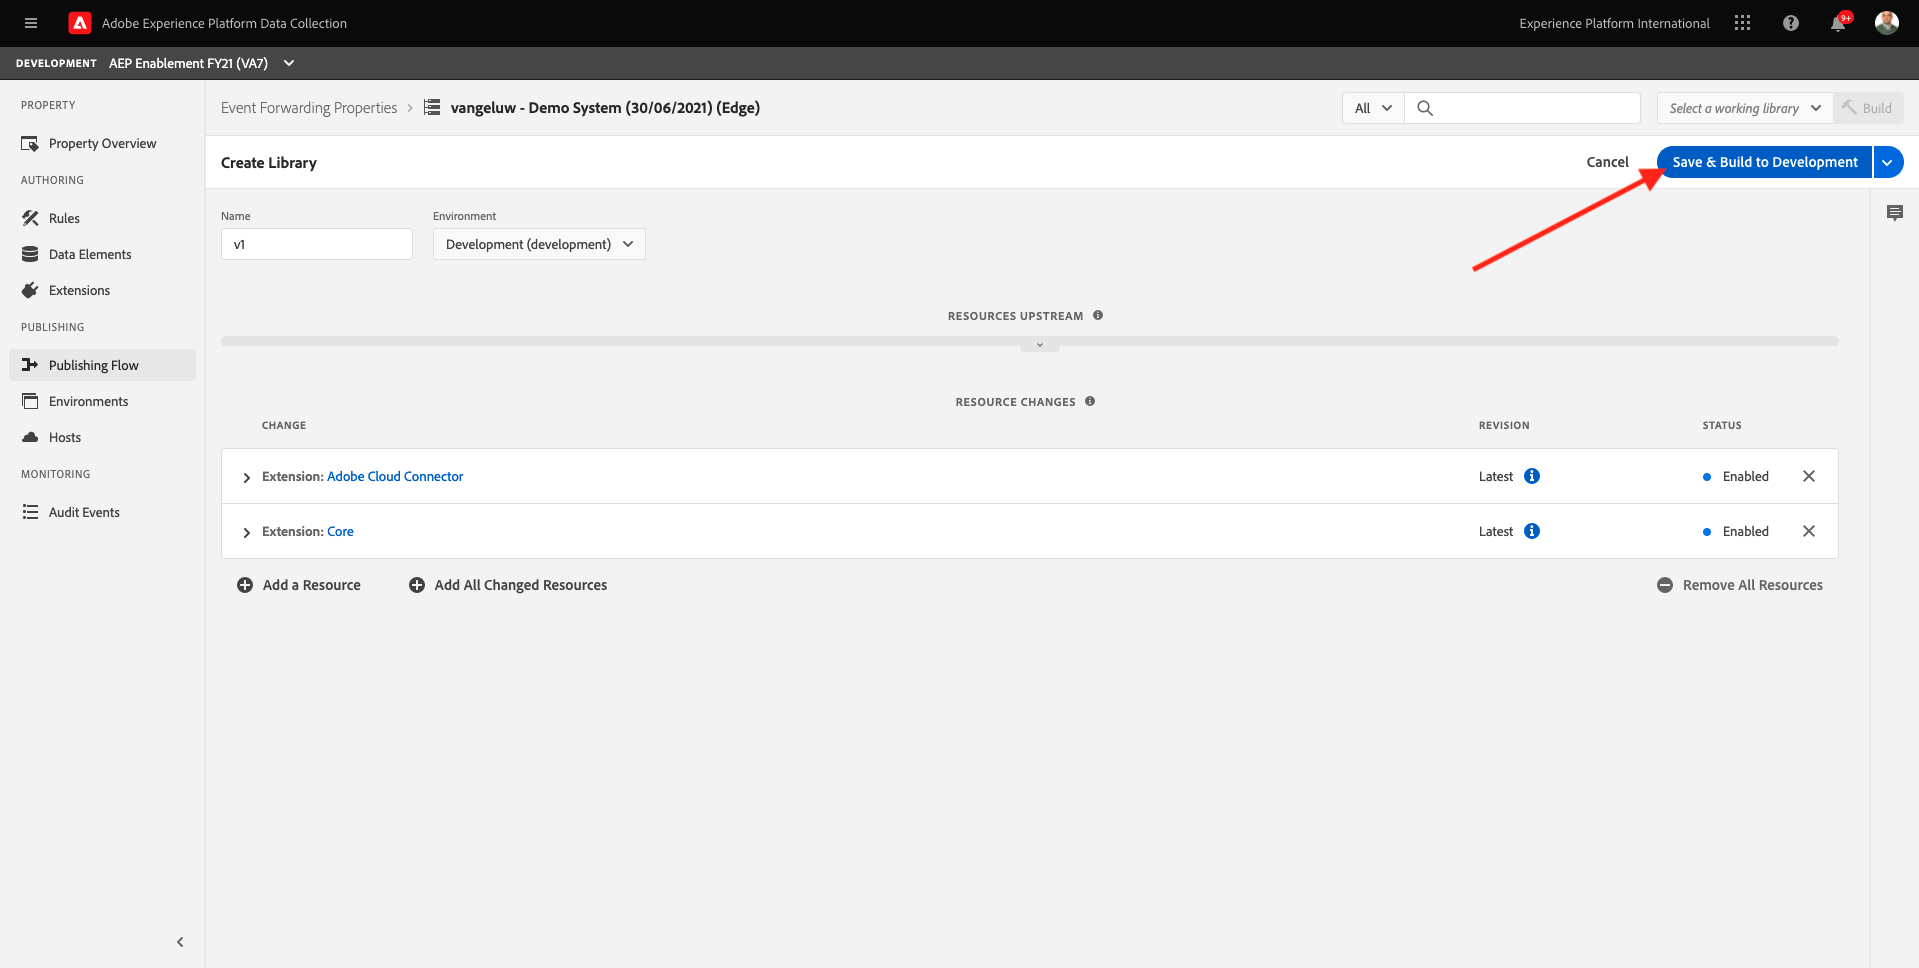 Adobe Experience Platform Data Collection
Experience Platform International
9+
DEVELOPMENT AEP Enablement FY21 (VA7)
PROPERTY
Property Overview
AUTHORING
Rules
Data Elements
Extensions
PUBLISHING
Publishing Flow
Environments
Hosts
MONITORING
Audit Events
Event Forwarding Properties > vangeluw - Demo System (30/06/2021) (Edge)
All
Select a working library
Build
Create Library
Cancel
Save & Build to Development
Name
Environment
v1
Development (development)
RESOURCES UPSTREAM
RESOURCE CHANGES
CHANGE REVISION STATUS
Extension: Adobe Cloud Connector Latest Enabled
Extension: Core Latest Enabled
Add a Resource
Add All Changed Resources
Remove All Resources